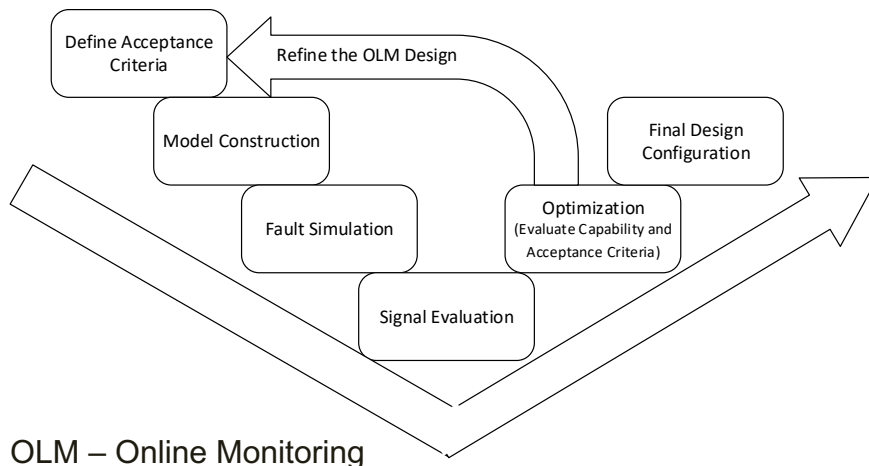 Define Acceptance
Criteria
Refine the OLM Design
Model Construction
Final Design
Configuration
Fault Simulation
Optimization
(Evaluate Capability and
Acceptance Criteria)
Signal Evaluation
OLM – Online Monitoring